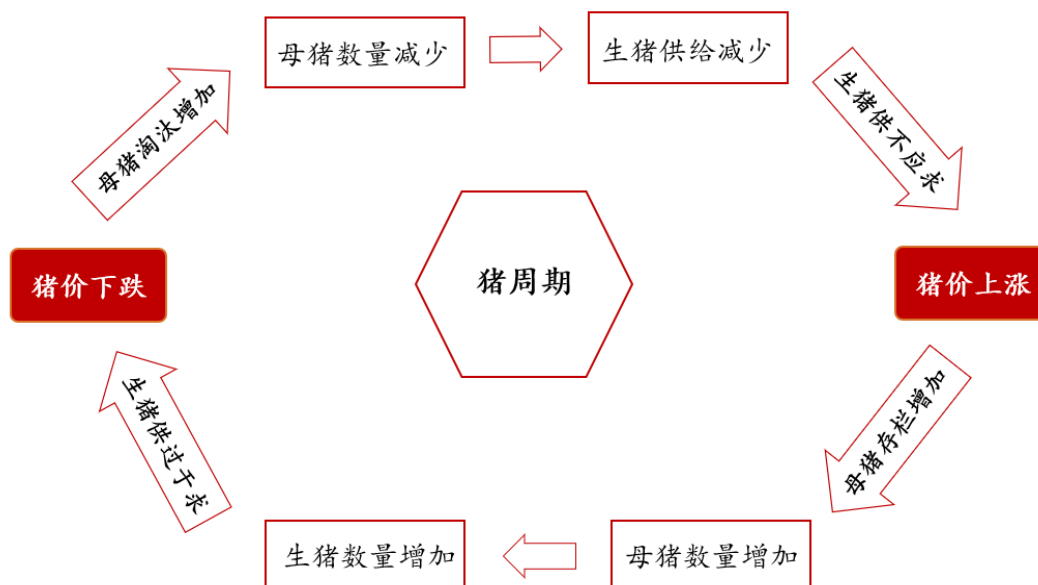 母猪数量减少
生猪供给减少
母猪淘汰增加
生猪供不应求
猪周期
猪价下跌
猪价上涨
生猪供过于求
母猪存栏增加
生猪数量增加
母猪数量增加